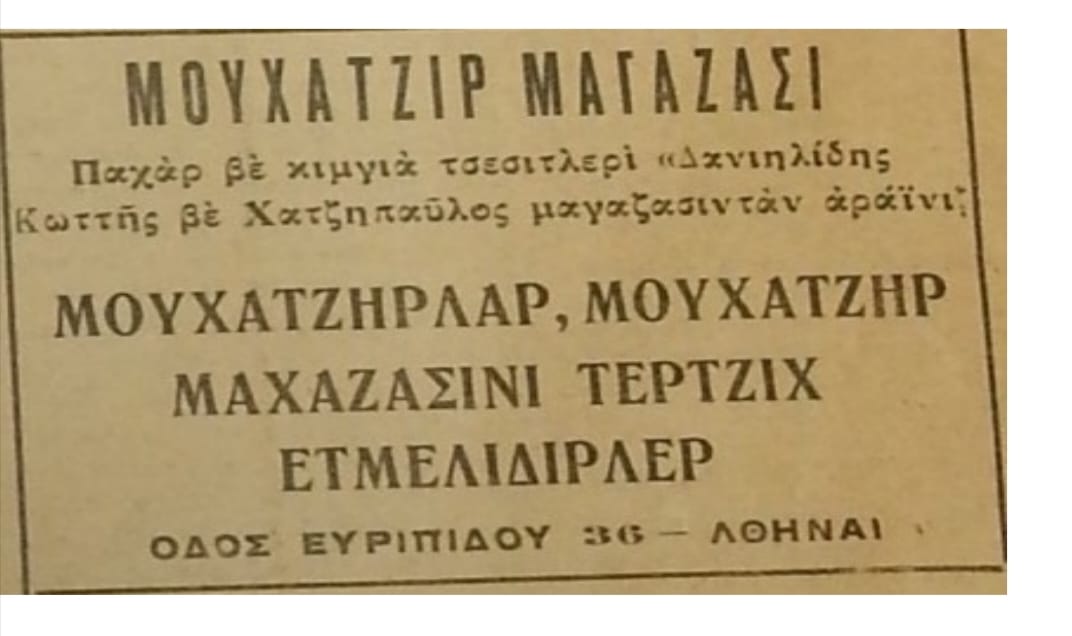 ΜΟΥΧΑΤΖΙΡ ΜΑΓΑΖΑΣΙ
Παχὰρ βὲ κιμγιὰ τσεσιτλερὶ «Δανιηλίδης
Κωττῆς βὲ Χατζηπαῦλος μαγαζασιντὰν ἀράϊνιζ
ΜΟΥΧΑΤΖΗΡΛΑΡ, ΜΟΥΧΑΤΖΗΡ
ΜΑΧΑΖΑΣΙΝΙ ΤΕΡΤΖΙΧ
ΕΤΜΕΛΙΔΙΡΛΕΡ
ΟΔΟΣ ΕΥΡΙΠΙΔΟΥ 36 — ΑΘΗΝΑΙ